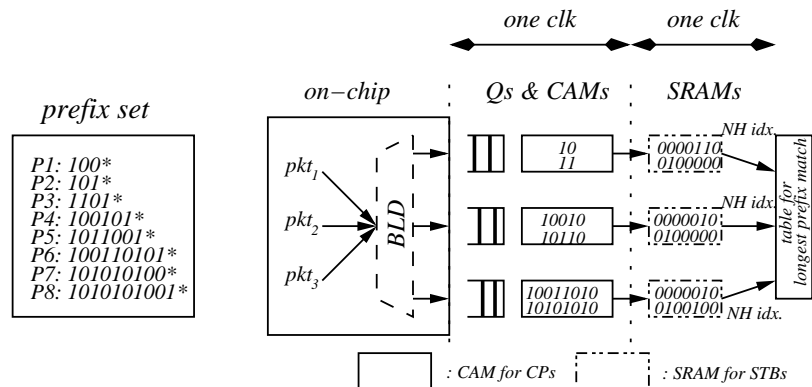 one clk
one clk
prefix set
on-chip
Qs & CAMs
SRAMs
P1: 100*
P2: 101*
P3: 1101*
P4: 100101*
P5: 1011001*
P6: 100110101*
P7: 101010100*
P8: 1010101001*
pkt1
pkt2
pkt3
BLD
10
11
10010
10110
10011010
10101010
0000110
0100000
0000010
0100000
0000010
0100100
NH idx.
NH idx.
NH idx.
table for
longest prefix match
: CAM for CPs
: SRAM for STBs